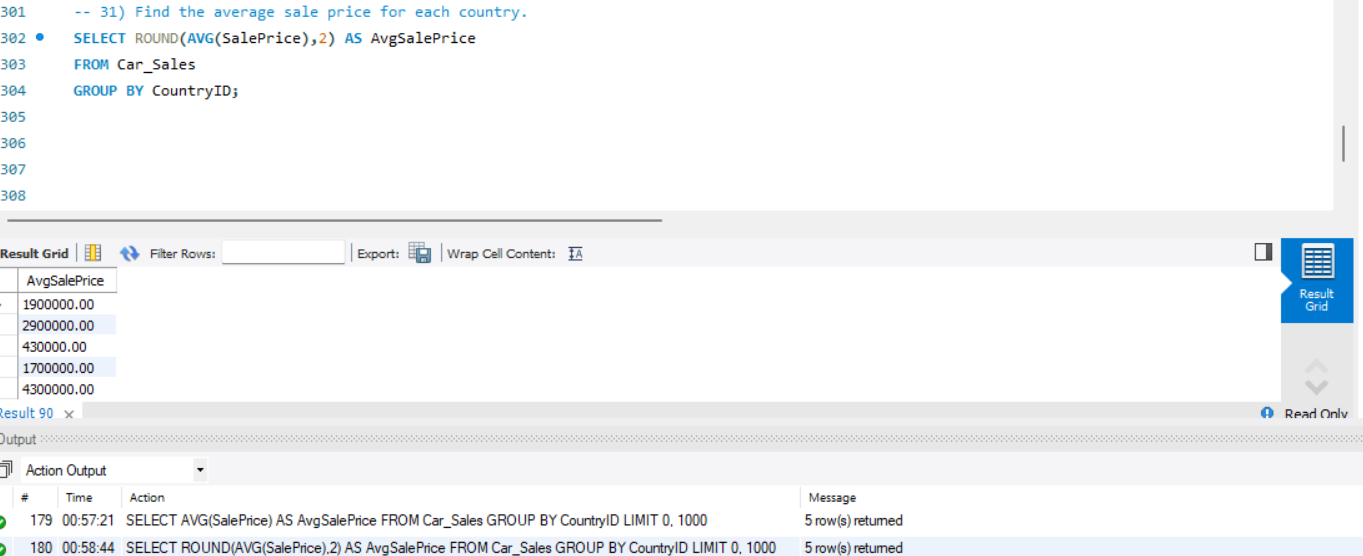 301 -- 31) Find the average sale price for each country.
302 SELECT ROUND(AVG(SalePrice),2) AS AvgSalePrice
303 FROM Car_Sales
304 GROUP BY CountryID;
305
306
307
308
Result Grid Filter Rows: Export: Wrap Cell Content:
AvgSalePrice
1900000.00
2900000.00
430000.00
1700000.00
4300000.00
Result Grid
Result 90 Read Only
Output
Action Output
# Time Action Message
179 00:57:21 SELECT AVG(SalePrice) AS AvgSalePrice FROM Car_Sales GROUP BY CountryID LIMIT 0, 1000 5 row(s) returned
180 00:58:44 SELECT ROUND(AVG(SalePrice),2) AS AvgSalePrice FROM Car_Sales GROUP BY CountryID LIMIT 0, 1000 5 row(s) returned